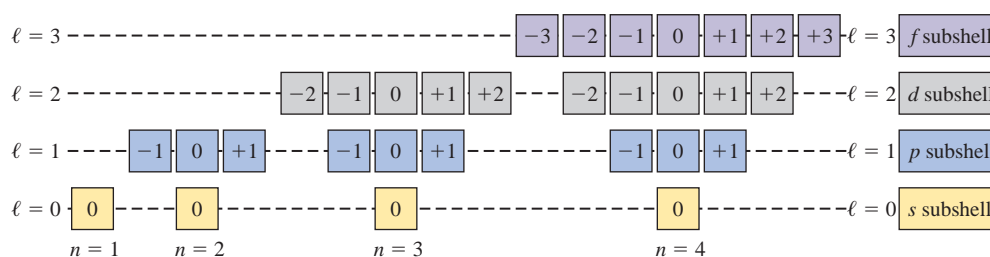 ℓ = 3 −3 −2 −1 0 +1 +2 +3 ℓ = 3 f subshell
ℓ = 2 −2 −1 0 +1 +2 −2 −1 0 +1 +2 ℓ = 2 d subshell
ℓ = 1 −1 0 +1 −1 0 +1 −1 0 +1 ℓ = 1 p subshell
ℓ = 0 0 0 0 0 ℓ = 0 s subshell
n = 1 n = 2 n = 3 n = 4